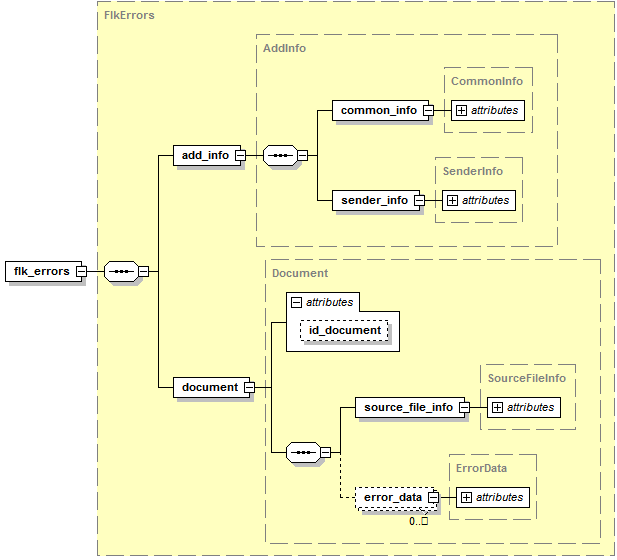 FlkErrors
AddInfo
CommonInfo
common_info
attributes
add_info
SenderInfo
sender_info
attributes
flk_errors
Document
attributes
id_document
document
SourceFileInfo
source_file_info
attributes
ErrorData
error_data
attributes
0..